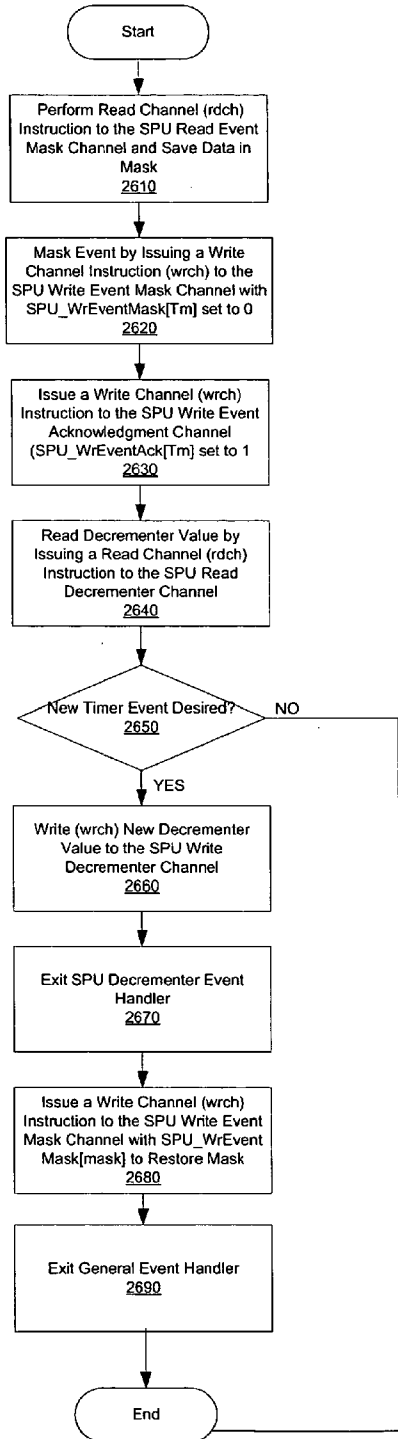 Start
Perform Read Channel (rdch)
Instruction to the SPU Read Event
Mask Channel and Save Data in
Mask
2610
Mask Event by Issuing a Write
Channel Instruction (wrch) to the
SPU Write Event Mask Channel with
SPU_WrEventMask[Tm] set to 0
2620
Issue a Write Channel (wrch)
Instruction to the SPU Write Event
Acknowledgment Channel
(SPU_WrEventAck[Tm] set to 1
2630
Read Decrementer Value by
Issuing a Read Channel (rdch)
Instruction to the SPU Read
Decrementer Channel
2640
New Timer Event Desired?
2650
NO
YES
Write (wrch) New Decrementer
Value to the SPU Write
Decrementer Channel
2660
Exit SPU Decrementer Event
Handler
2670
Issue a Write Channel (wrch)
Instruction to the SPU Write Event
Mask Channel with SPU_WrEvent
Mask[mask} to Restore Mask
2680
Exit General Event Handler
2690
End